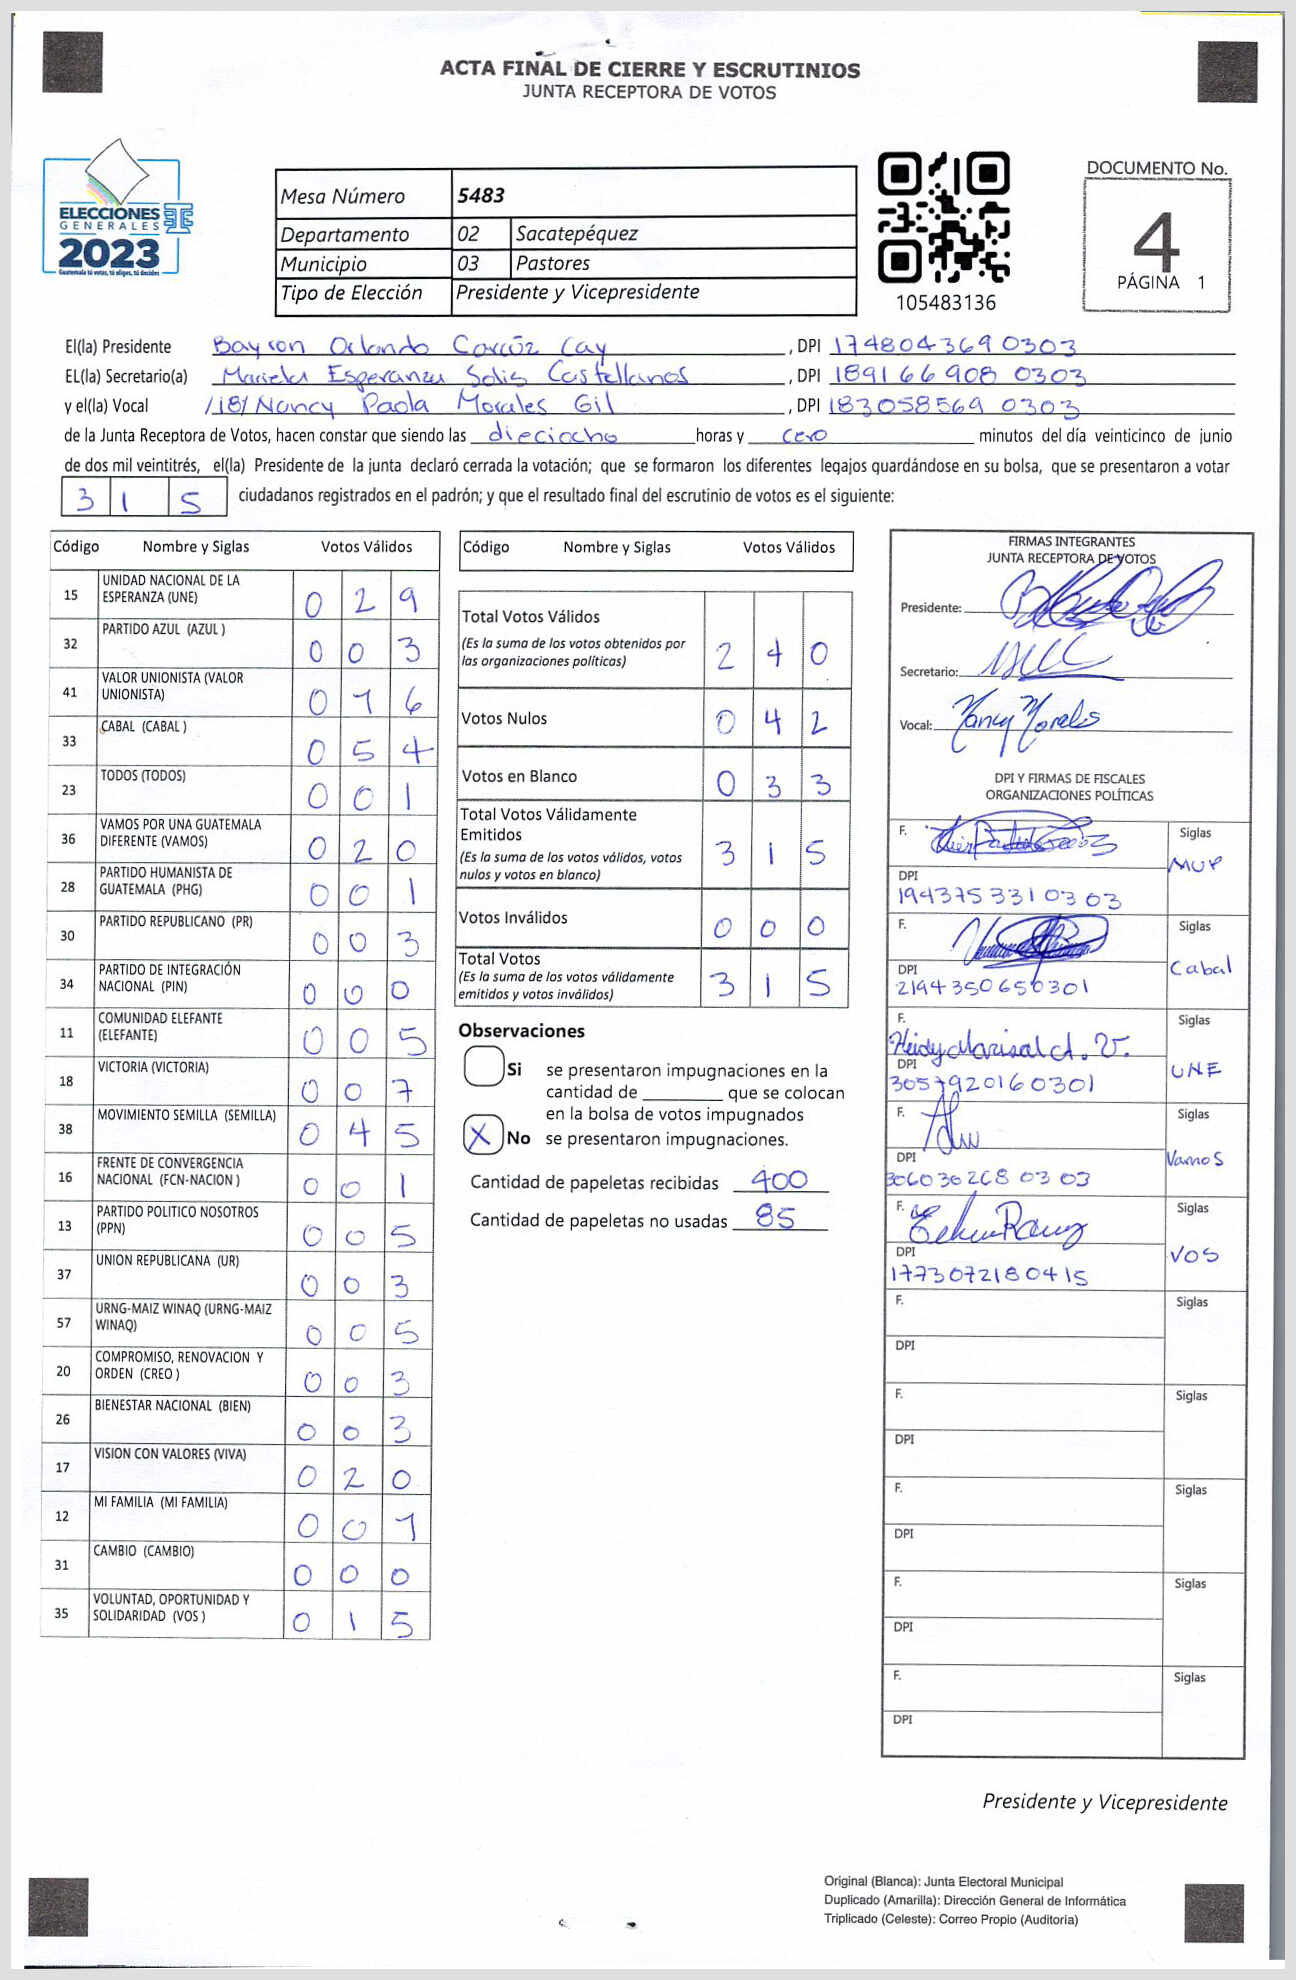 ACTA FINAL DE CIERRE Y ESCRUTINIOS
JUNTA RECEPTORA DE VOTOS
ELECCIONES
GENERALES
2023
Guatemala tú votas, tú eliges, tú decides
Mesa Número 5483
Departamento 02 Sacatepéquez
Municipio 03 Pastores
Tipo de Elección Presidente y Vicepresidente
105483136
DOCUMENTO No.
4
PÁGINA 1
El(la) Presidente Bayron Orlando Cay, DPI 174804369 0303
EL(la) Secretario(a) Mariela Esperanza Solis Castellanos, DPI 189166908 0303
y el(la) Vocal Nancy Paola Morales Gil, DPI 183058569 0303
de la Junta Receptora de Votos, hacen constar que siendo las dieciocho horas y cero minutos del día veinticinco de junio
de dos mil veintitrés, el(la) Presidente de la junta declaró cerrada la votación; que se formaron los diferentes legajos guardándose en su bolsa, que se presentaron a votar
3 1 5 ciudadanos registrados en el padrón; y que el resultado final del escrutinio de votos es el siguiente:
Código Nombre y Siglas Votos Válidos
15 UNIDAD NACIONAL DE LA
ESPERANZA (UNE) 0 2 9
32 PARTIDO AZUL (AZUL ) 0 0 3
41 VALOR UNIONISTA (VALOR
UNIONISTA) 0 1 6
33 CABAL (CABAL ) 0 5 4
23 TODOS (TODOS) 0 0 1
36 VAMOS POR UNA GUATEMALA
DIFERENTE (VAMOS) 0 2 0
28 PARTIDO HUMANISTA DE
GUATEMALA (PHG) 0 0 1
30 PARTIDO REPUBLICANO (PR) 0 0 3
34 PARTIDO DE INTEGRACIÓN
NACIONAL (PIN) 0 0 0
11 COMUNIDAD ELEFANTE
(ELEFANTE) 0 0 5
18 VICTORIA (VICTORIA) 0 0 7
38 MOVIMIENTO SEMILLA (SEMILLA) 0 4 5
16 FRENTE DE CONVERGENCIA
NACIONAL (FCN-NACION ) 0 0 1
13 PARTIDO POLITICO NOSOTROS
(PPN) 0 0 5
37 UNION REPUBLICANA (UR) 0 0 3
57 URNG-MAIZ WINAQ (URNG-MAIZ
WINAQ) 0 0 5
20 COMPROMISO, RENOVACION Y
ORDEN (CREO ) 0 0 3
26 BIENESTAR NACIONAL (BIEN) 0 0 3
17 VISION CON VALORES (VIVA) 0 2 0
12 MI FAMILIA (MI FAMILIA) 0 0 1
31 CAMBIO (CAMBIO) 0 0 0
35 VOLUNTAD, OPORTUNIDAD Y
SOLIDARIDAD (VOS ) 0 1 5
Código Nombre y Siglas Votos Válidos
Total Votos Válidos
(Es la suma de los votos obtenidos por
las organizaciones políticas) 2 4 0
Votos Nulos 0 4 2
Votos en Blanco 0 3 3
Total Votos Válidamente
Emitidos
(Es la suma de los votos válidos, votos
nulos y votos en blanco) 3 1 5
Votos Inválidos 0 0 0
Total Votos
(Es la suma de los votos válidamente
emitidos y votos inválidos) 3 1 5
Observaciones
Si se presentaron impugnaciones en la
cantidad de ________ que se colocan
en la bolsa de votos impugnados
X No se presentaron impugnaciones.
Cantidad de papeletas recibidas 400
Cantidad de papeletas no usadas 85
FIRMAS INTEGRANTES
JUNTA RECEPTORA DE VOTOS
Presidente:
Secretario:
Vocal: Nancy Morales
DPI Y FIRMAS DE FISCALES
ORGANIZACIONES POLÍTICAS
F. Siglas
MLP
DPI
194375331 03 03
F. Siglas
Cabal
DPI
2194350650301
F. Siglas
Heidy Marisal A. V.
UNE
DPI
3057920160301
F. Siglas
Vamos
DPI
306030268 03 03
F. Siglas
VOS
DPI
1773072180415
F. Siglas
DPI
F. Siglas
DPI
F. Siglas
DPI
F. Siglas
DPI
F. Siglas
DPI
Presidente y Vicepresidente
Original (Blanca): Junta Electoral Municipal
Duplicado (Amarilla): Dirección General de Informática
Triplicado (Celeste): Correo Propio (Auditoria)